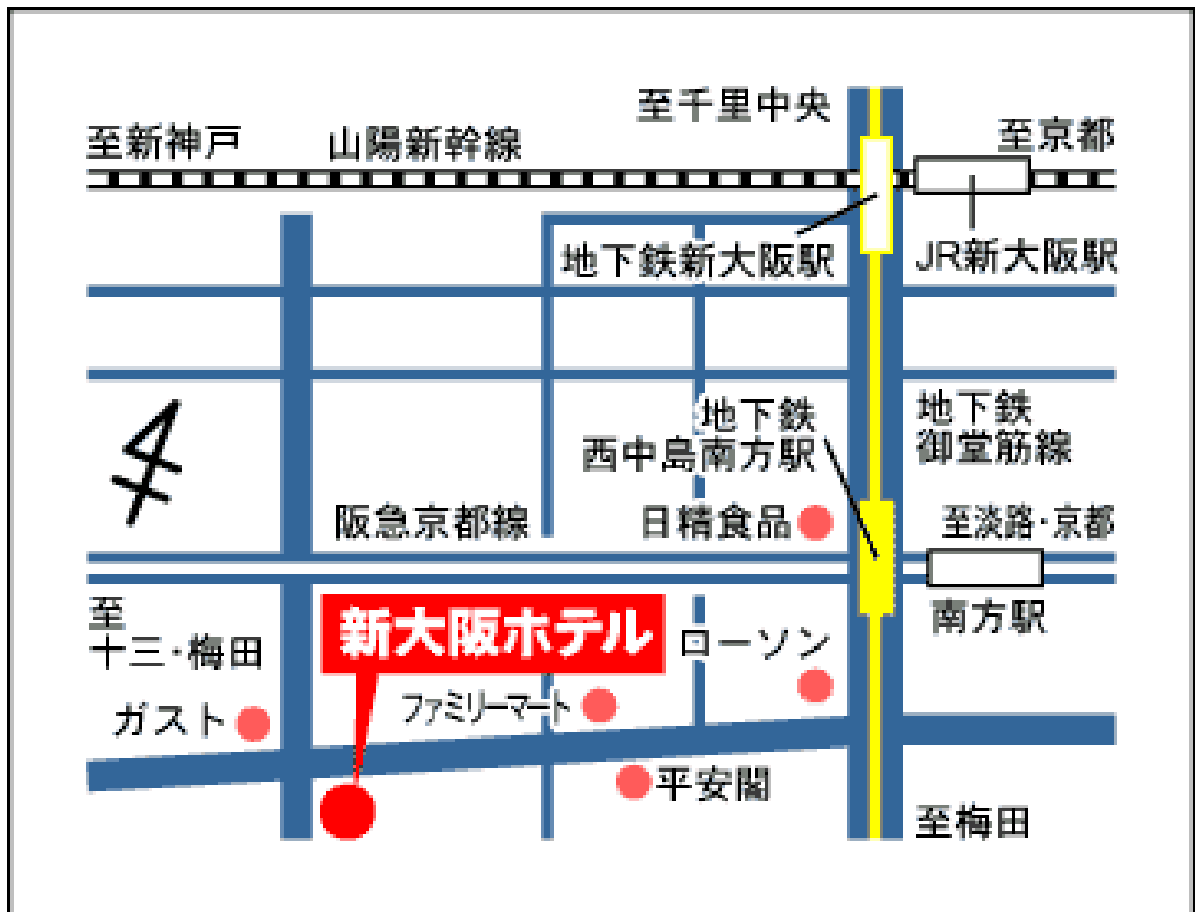 至千里中央
至新神戸
山陽新幹線
至京都
地下鉄新大阪駅
JR新大阪駅
地下鉄
西中島南方駅
地下鉄
御堂筋線
阪急京都線
日精食品
至淡路・京都
至
十三・梅田
新大阪ホテル
ローソン
南方駅
ガスト
ファミリーマート
平安閣
至梅田